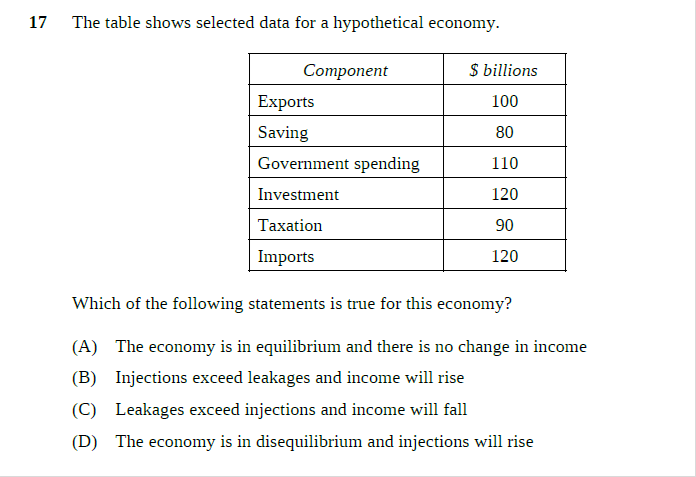 17 The table shows selected data for a hypothetical economy.
Component $ billions
Exports 100
Saving 80
Government spending 110
Investment 120
Taxation 90
Imports 120
Which of the following statements is true for this economy?
(A) The economy is in equilibrium and there is no change in income
(B) Injections exceed leakages and income will rise
(C) Leakages exceed injections and income will fall
(D) The economy is in disequilibrium and injections will rise